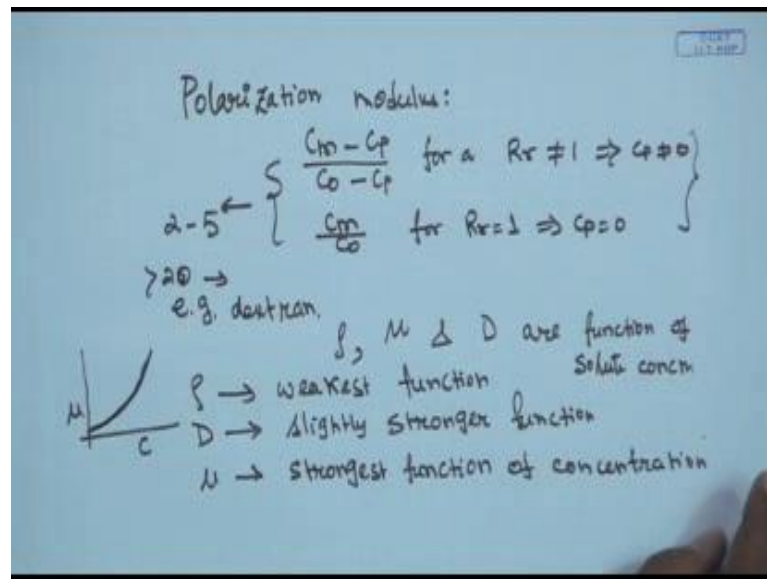 Polarization modulus:
Cm - Cp / Co - Cp for a Rr ≠ 1 ⇒ Cp ≠ 0
2-5 ←
Cm / Co for Rr = 1 ⇒ Cp = 0
>20 →
e.g. dextran.
ρ, μ & D are function of
Solute concn.
ρ → weakest function
μ
C
D → slightly stronger function
μ → strongest function of concentration